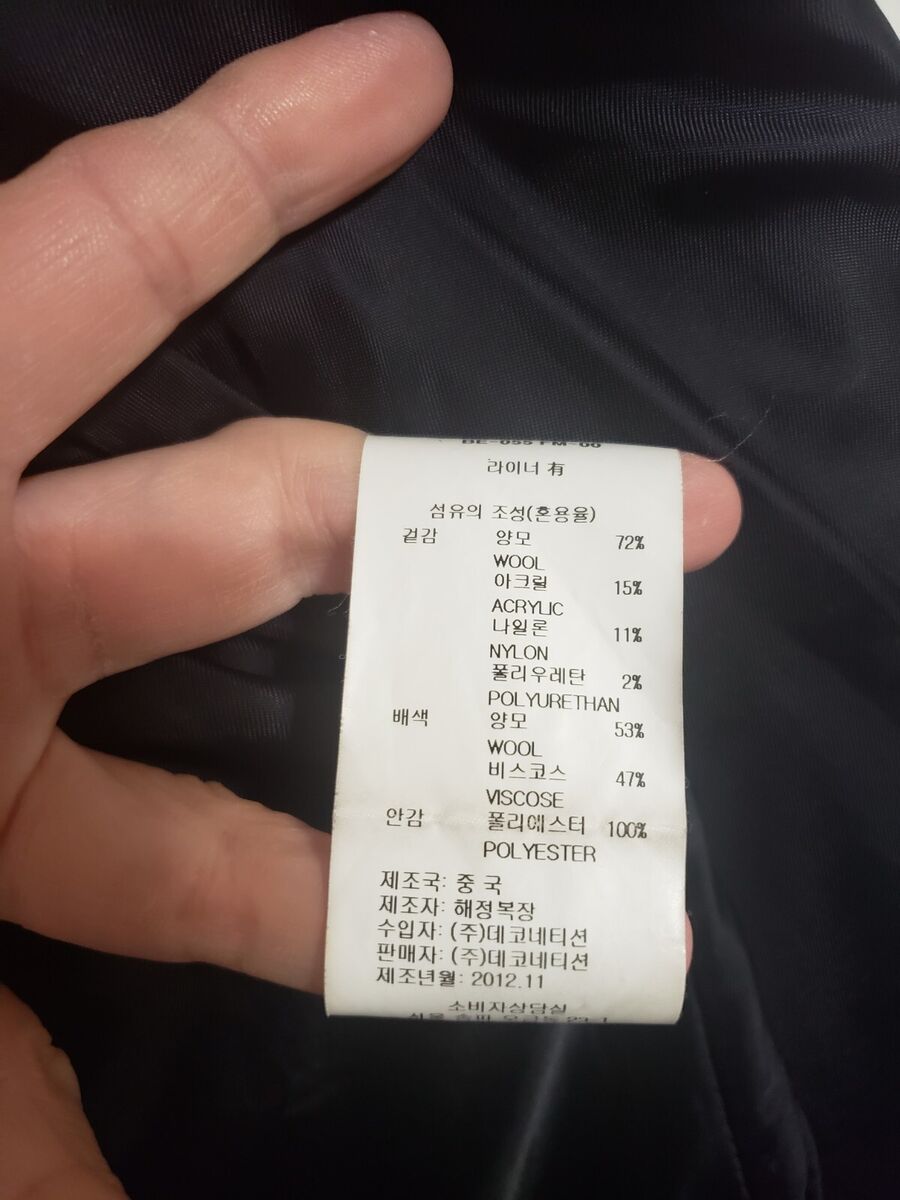 라이너 有
섬유의 조성(혼용율)
겉감 양모 72%
WOOL
아크릴 15%
ACRYLIC
나일론 11%
NYLON
폴리우레탄 2%
POLYURETHAN
배색 양모 53%
WOOL
비스코스 47%
VISCOSE
안감 폴리에스터 100%
POLYESTER
제조국: 중 국
제조자: 해정복장
수입자: (주)데코네티션
판매자: (주)데코네티션
제조년월: 2012.11
소비자상담실